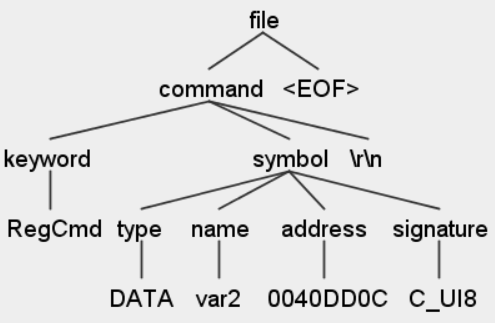 file
command <EOF>
keyword symbol \r\n
RegCmd type name address signature
DATA var2 0040DD0C C_UI8